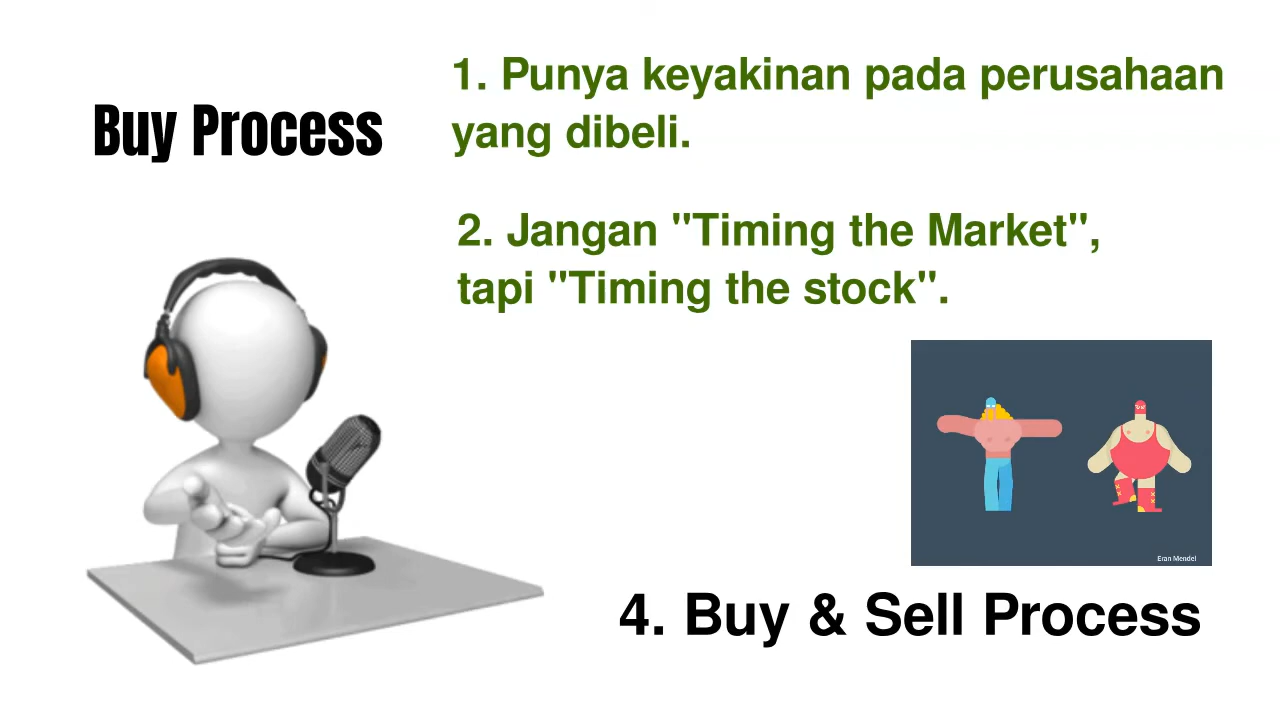 Buy Process
1. Punya keyakinan pada perusahaan
yang dibeli.
2. Jangan "Timing the Market",
tapi "Timing the stock".
Eran Mendel
4. Buy & Sell Process